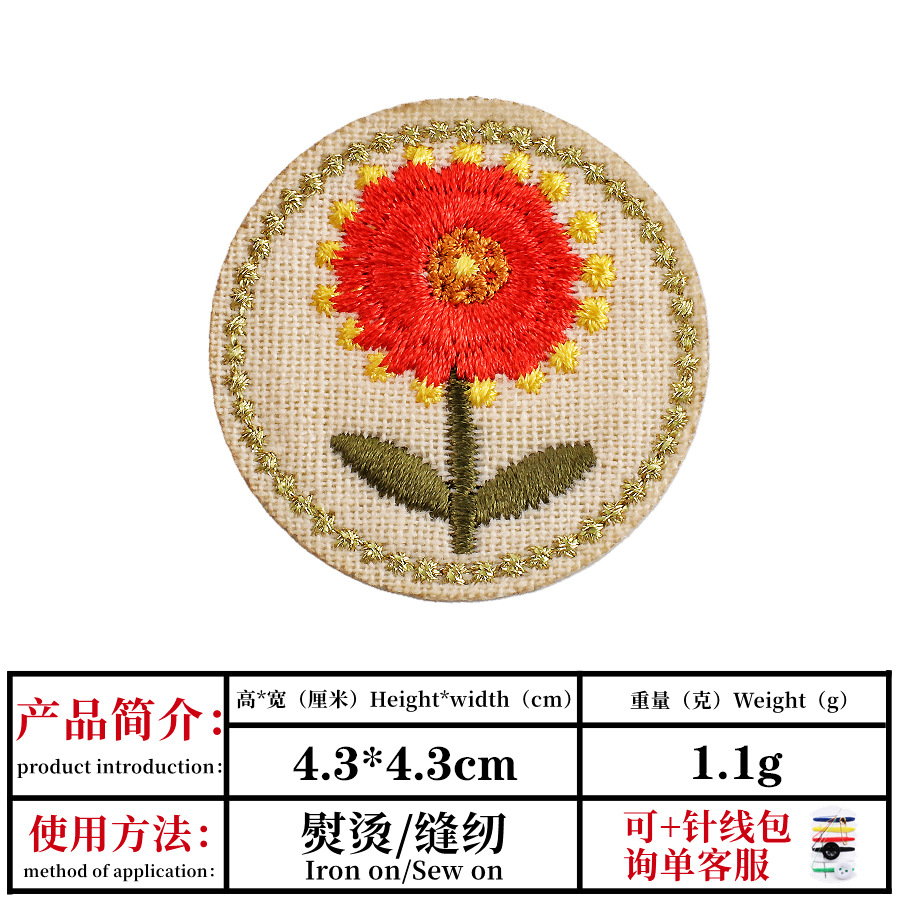 产品简介：
product introduction:
高*宽（厘米）Height*width（cm）
重量（克）Weight（g）
4.3*4.3cm
1.1g
使用方法：
method of application:
熨烫/缝纫
Iron on/Sew on
可+针线包
询单客服